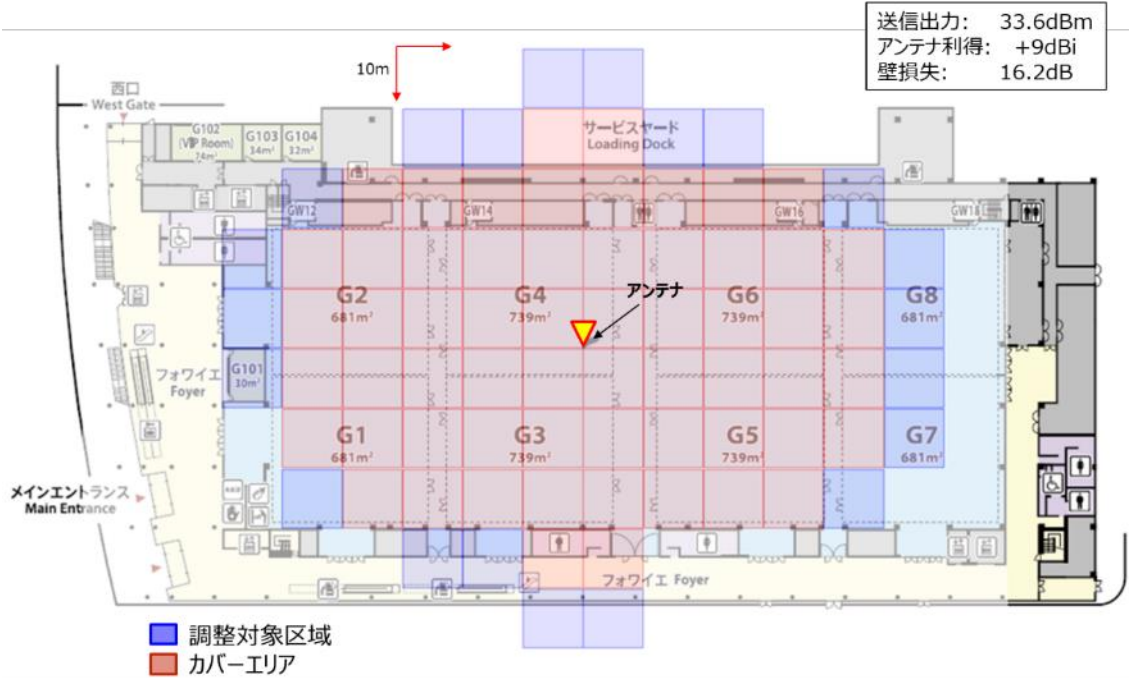 送信出力: 33.6dBm
アンテナ利得: +9dBi
壁損失: 16.2dB
10m
西口
West Gate
G102
(VIP Room)
74m²
G103
34m²
G104
32m²
サービスヤード
Loading Dock
GW12
GW14
GW16
GW18
アンテナ
G2
681m²
G4
739m²
G6
739m²
G8
681m²
G101
30m²
フォワイエ
Foyer
G1
681m²
G3
739m²
G5
739m²
G7
681m²
メインエントランス
Main Entrance
フォワイエ Foyer
調整対象区域
カバーエリア